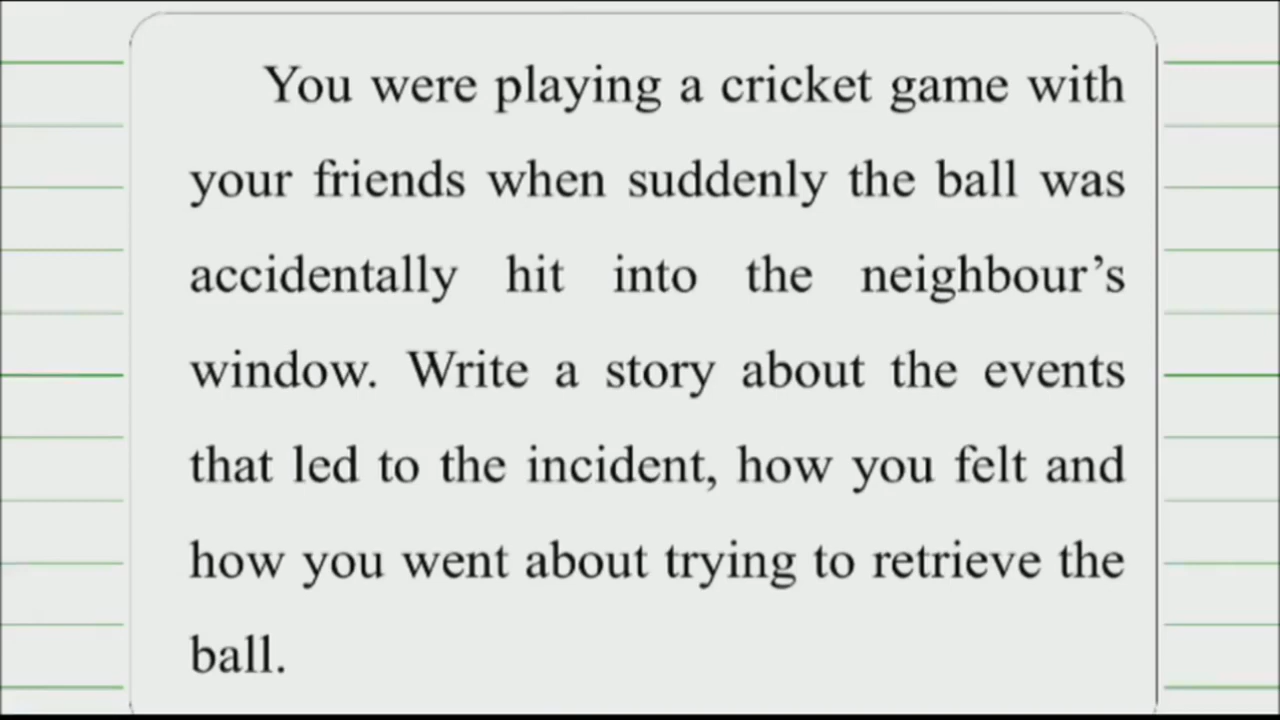 You were playing a cricket game with
your friends when suddenly the ball was
accidentally hit into the neighbour’s
window. Write a story about the events
that led to the incident, how you felt and
how you went about trying to retrieve the
ball.